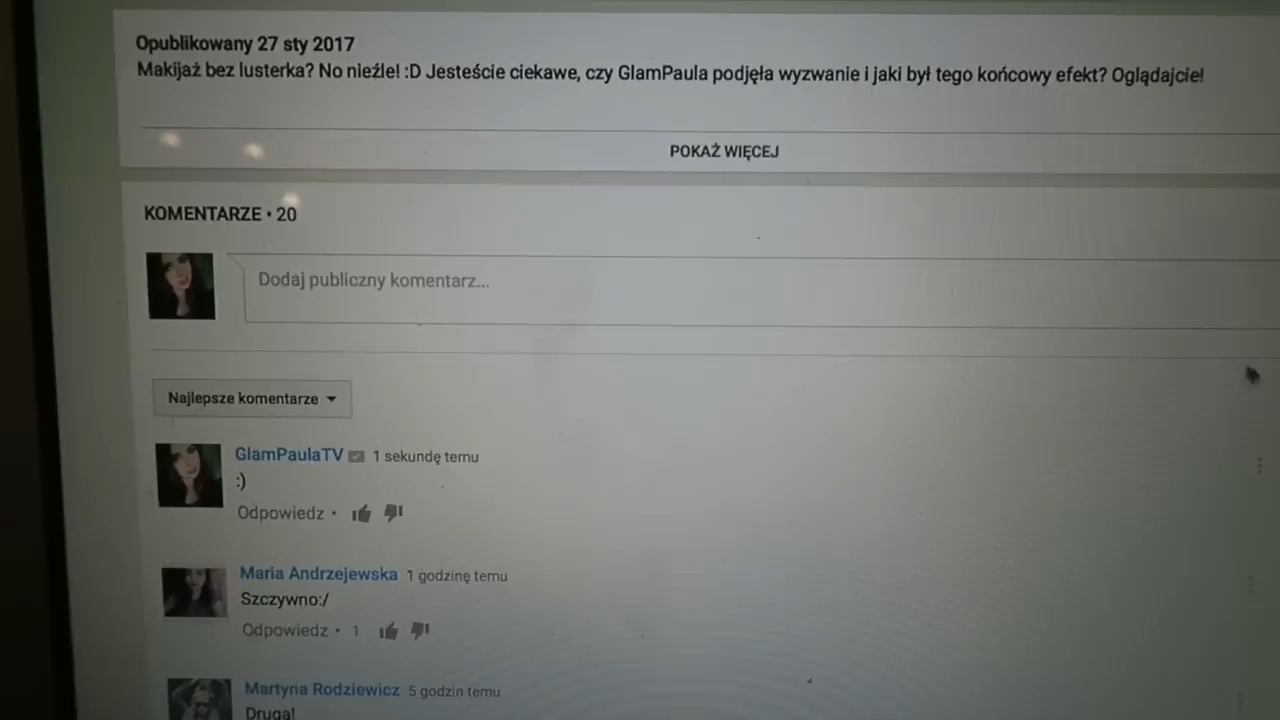 Opublikowany 27 sty 2017
Makijaż bez lusterka? No nieźle! :D Jesteście ciekawe, czy GlamPaula podjęła wyzwanie i jaki był tego końcowy efekt? Oglądajcie!
POKAŻ WIĘCEJ
KOMENTARZE • 20
Dodaj publiczny komentarz...
Najlepsze komentarze
GlamPaulaTV 1 sekundę temu
:)
Odpowiedz •
Maria Andrzejewska 1 godzinę temu
Szczywno:/
Odpowiedz • 1
Martyna Rodziewicz 5 godzin temu
Druga!